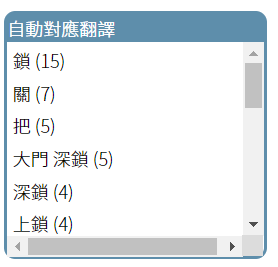 自動對應翻譯
鎖 (15)
關 (7)
把 (5)
大門 深鎖 (5)
深鎖 (4)
上鎖 (4)